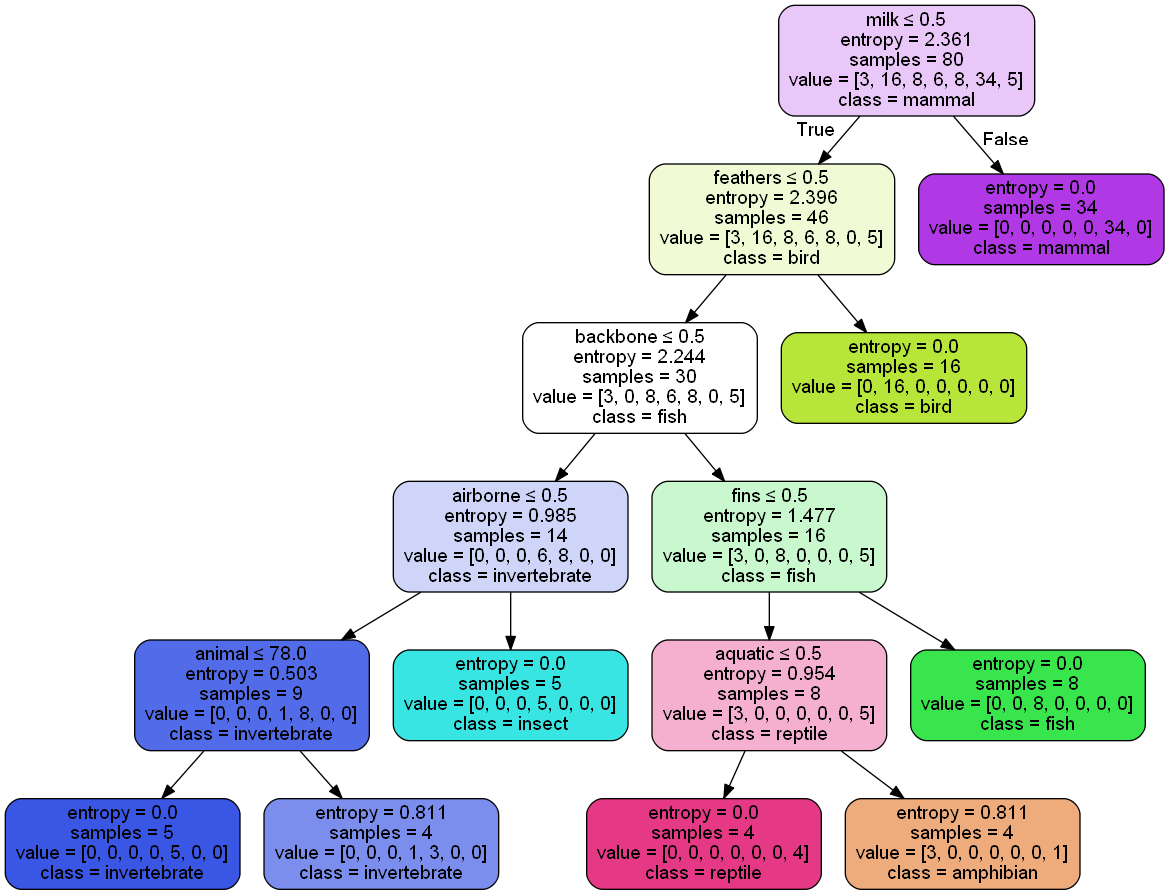 milk ≤ 0.5
entropy = 2.361
samples = 80
value = [3, 16, 8, 6, 8, 34, 5]
class = mammal
True
False
feathers ≤ 0.5
entropy = 2.396
samples = 46
value = [3, 16, 8, 6, 8, 0, 5]
class = bird
entropy = 0.0
samples = 34
value = [0, 0, 0, 0, 0, 34, 0]
class = mammal
backbone ≤ 0.5
entropy = 2.244
samples = 30
value = [3, 0, 8, 6, 8, 0, 5]
class = fish
entropy = 0.0
samples = 16
value = [0, 16, 0, 0, 0, 0, 0]
class = bird
airborne ≤ 0.5
entropy = 0.985
samples = 14
value = [0, 0, 0, 6, 8, 0, 0]
class = invertebrate
fins ≤ 0.5
entropy = 1.477
samples = 16
value = [3, 0, 8, 0, 0, 0, 5]
class = fish
animal ≤ 78.0
entropy = 0.503
samples = 9
value = [0, 0, 0, 1, 8, 0, 0]
class = invertebrate
entropy = 0.0
samples = 5
value = [0, 0, 0, 5, 0, 0, 0]
class = insect
aquatic ≤ 0.5
entropy = 0.954
samples = 8
value = [3, 0, 0, 0, 0, 0, 5]
class = reptile
entropy = 0.0
samples = 8
value = [0, 0, 8, 0, 0, 0, 0]
class = fish
entropy = 0.0
samples = 5
value = [0, 0, 0, 0, 5, 0, 0]
class = invertebrate
entropy = 0.811
samples = 4
value = [0, 0, 0, 1, 3, 0, 0]
class = invertebrate
entropy = 0.0
samples = 4
value = [0, 0, 0, 0, 0, 0, 4]
class = reptile
entropy = 0.811
samples = 4
value = [3, 0, 0, 0, 0, 0, 1]
class = amphibian